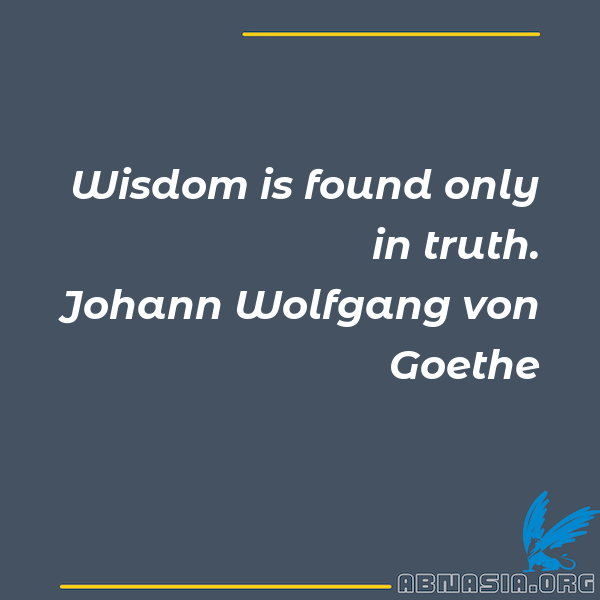 Wisdom is found only
in truth.
Johann Wolfgang von
Goethe
ABNASIA.ORG